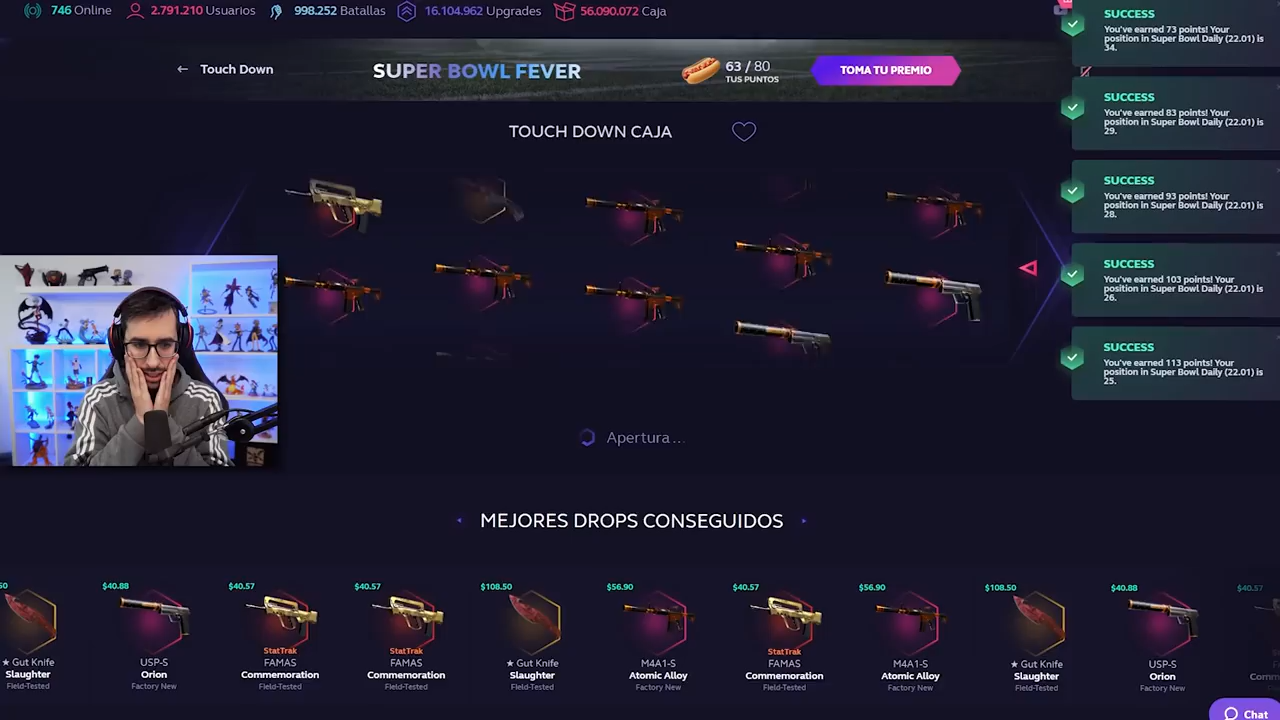 746 Online
2.791.210 Usuarios
998.252 Batallas
16.104.962 Upgrades
56.090.072 Caja
← Touch Down
SUPER BOWL FEVER
63 / 80
TUS PUNTOS
TOMA TU PREMIO
TOUCH DOWN CAJA
SUCCESS
You've earned 73 points! Your
position in Super Bowl Daily (22.01) is
34.
SUCCESS
You've earned 83 points! Your
position in Super Bowl Daily (22.01) is
29.
SUCCESS
You've earned 93 points! Your
position in Super Bowl Daily (22.01) is
28.
SUCCESS
You've earned 103 points! Your
position in Super Bowl Daily (22.01) is
26.
SUCCESS
You've earned 113 points! Your
position in Super Bowl Daily (22.01) is
25.
Apertura...
MEJORES DROPS CONSEGUIDOS
50
★ Gut Knife
Slaughter
Field-Tested
$40.88
USP-S
Orion
Factory New
$40.57
StatTrak
FAMAS
Commemoration
Field-Tested
$40.57
StatTrak
FAMAS
Commemoration
Field-Tested
$108.50
★ Gut Knife
Slaughter
Field-Tested
$56.90
M4A1-S
Atomic Alloy
Factory New
$40.57
StatTrak
FAMAS
Commemoration
Field-Tested
$56.90
M4A1-S
Atomic Alloy
Factory New
$108.50
★ Gut Knife
Slaughter
Field-Tested
$40.88
USP-S
Orion
Factory New
$40.57
Comm
Chat